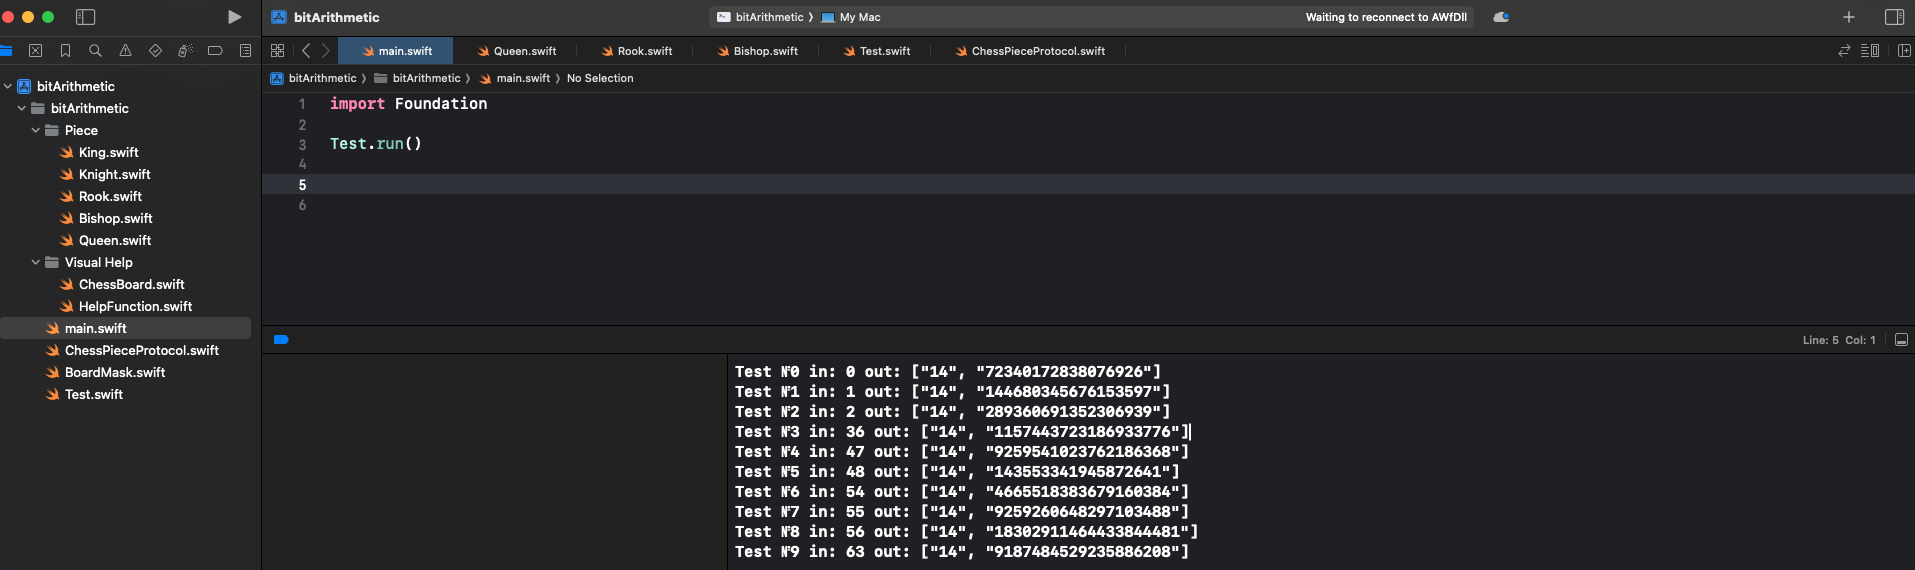 bitArithmetic
bitArithmetic 〉 My Mac
Waiting to reconnect to AWfDll
main.swift
Queen.swift
Rook.swift
Bishop.swift
Test.swift
ChessPieceProtocol.swift
bitArithmetic 〉 bitArithmetic 〉 main.swift 〉 No Selection
bitArithmetic
bitArithmetic
Piece
King.swift
Knight.swift
Rook.swift
Bishop.swift
Queen.swift
Visual Help
ChessBoard.swift
HelpFunction.swift
main.swift
ChessPieceProtocol.swift
BoardMask.swift
Test.swift
1 import Foundation
2
3 Test.run()
4
5
6
Line: 5 Col: 1
Test №0 in: 0 out: ["14", "72340172838076926"]
Test №1 in: 1 out: ["14", "144680345676153597"]
Test №2 in: 2 out: ["14", "289360691352306939"]
Test №3 in: 36 out: ["14", "1157443723186933776"]
Test №4 in: 47 out: ["14", "9259541023762186368"]
Test №5 in: 48 out: ["14", "143553341945872641"]
Test №6 in: 54 out: ["14", "4665518383679160384"]
Test №7 in: 55 out: ["14", "9259260648297103488"]
Test №8 in: 56 out: ["14", "18302911464433844481"]
Test №9 in: 63 out: ["14", "9187484529235886208"]